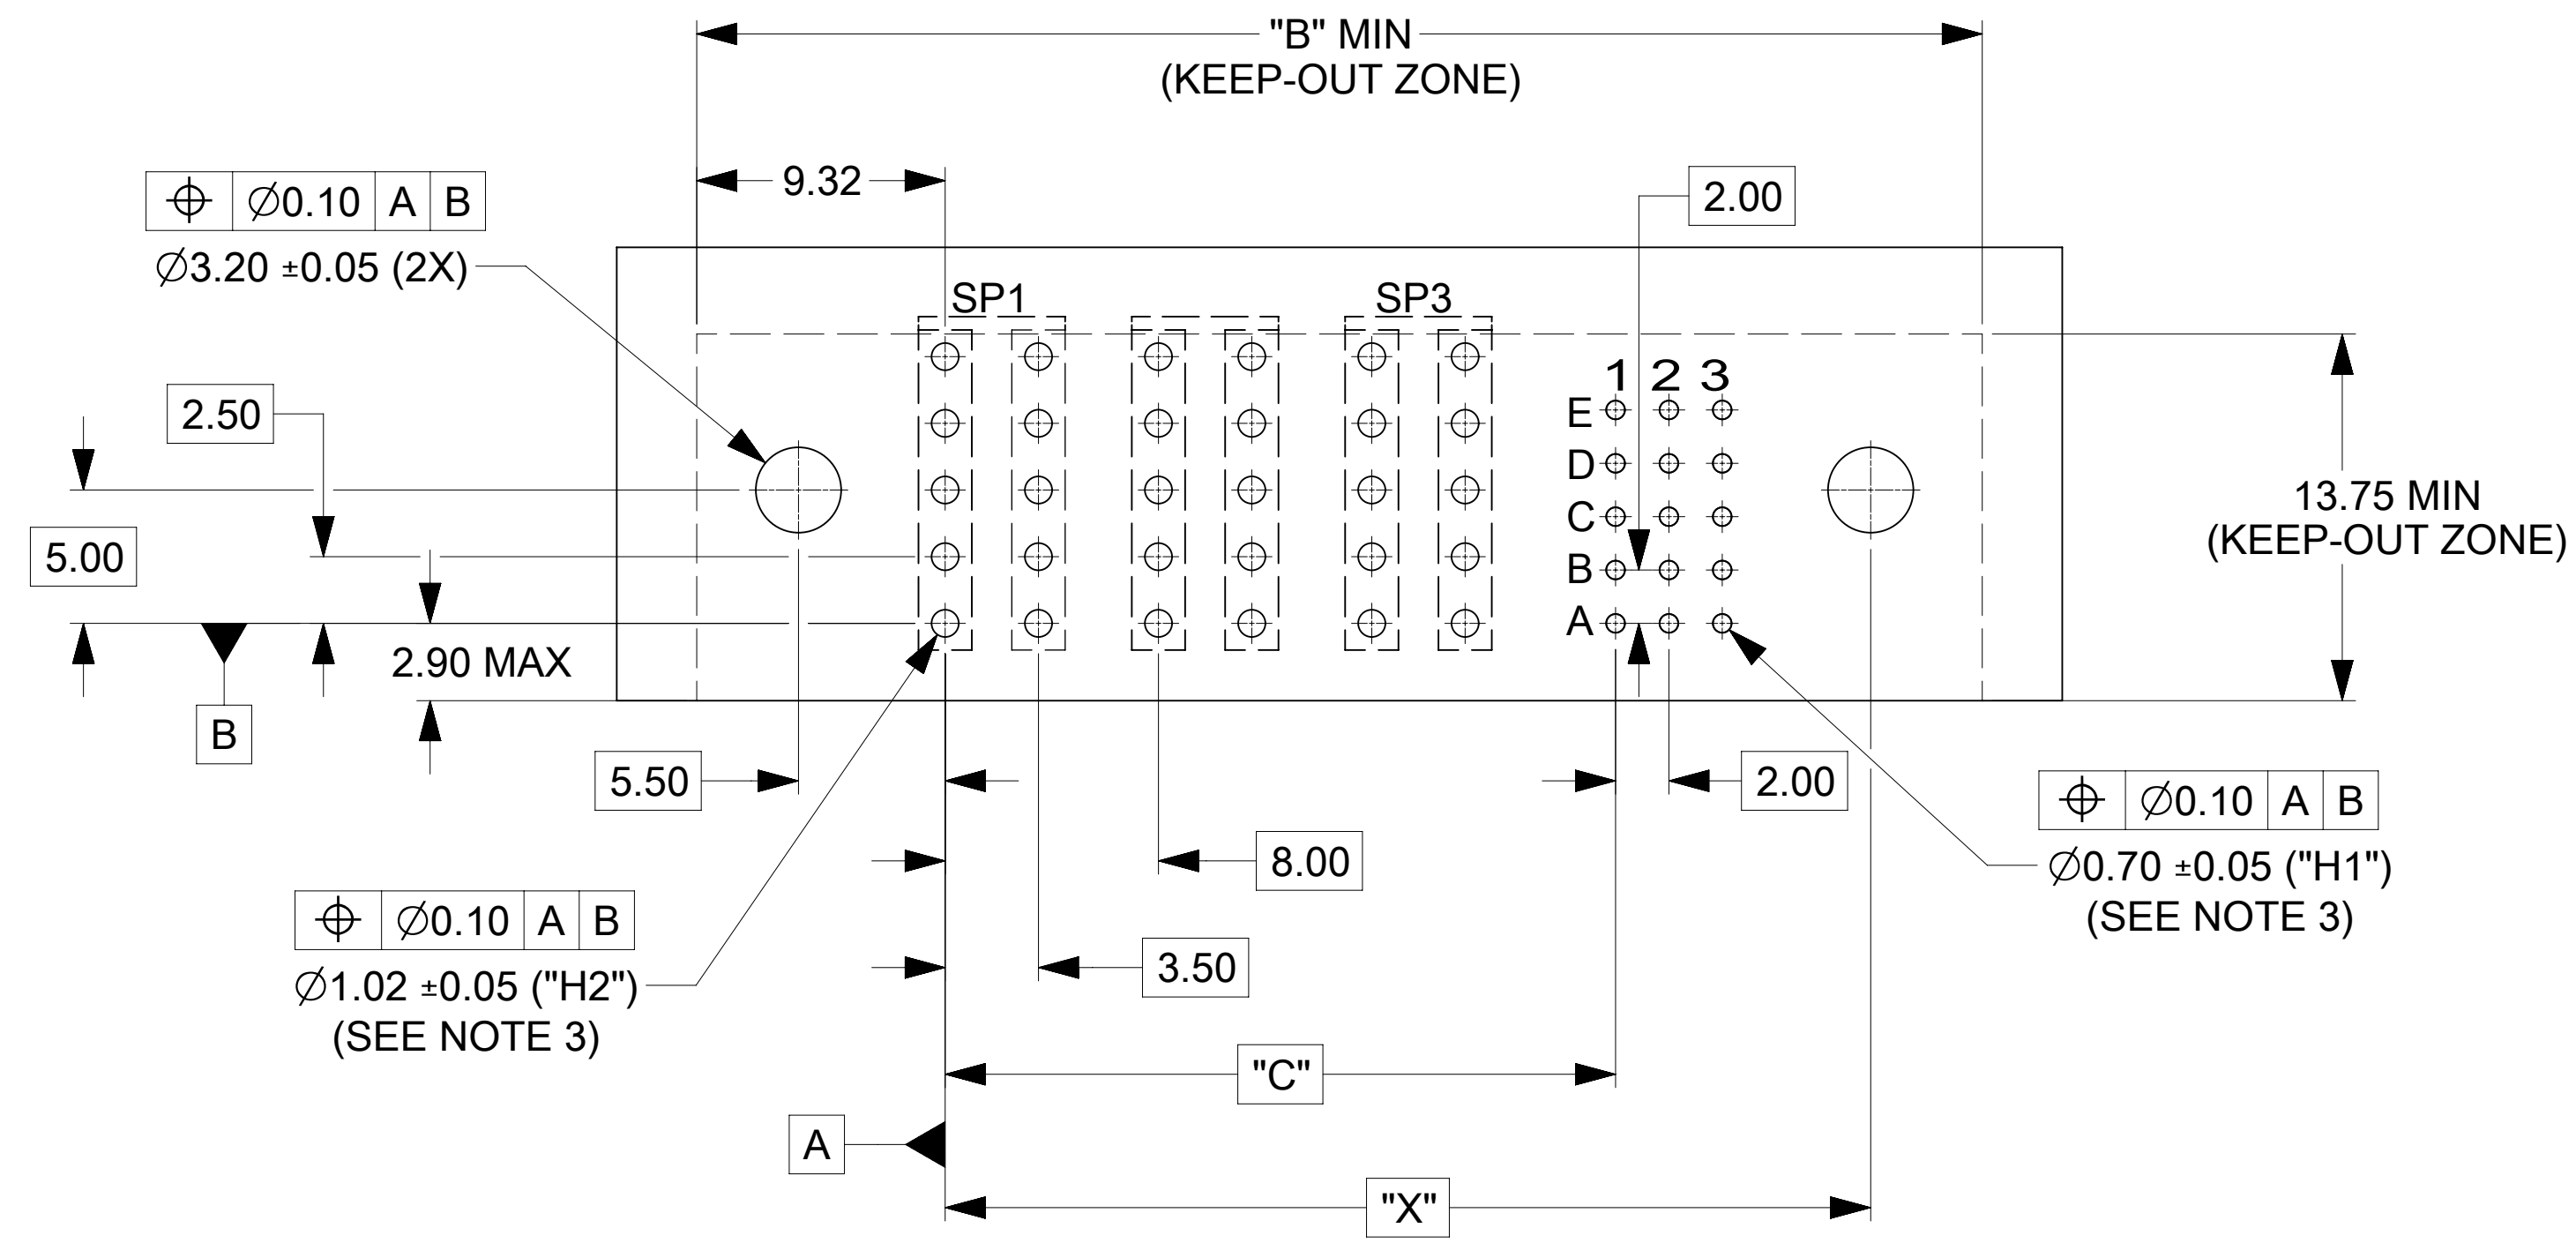 "B" MIN
(KEEP-OUT ZONE)
9.32
2.00
⌖ ∅0.10 A B
∅3.20 ±0.05 (2X)
SP1
SP3
1 2 3
E
D
C
B
A
2.50
5.00
13.75 MIN
(KEEP-OUT ZONE)
2.90 MAX
B
5.50
2.00
⌖ ∅0.10 A B
∅0.70 ±0.05 ("H1")
(SEE NOTE 3)
8.00
⌖ ∅0.10 A B
∅1.02 ±0.05 ("H2")
(SEE NOTE 3)
3.50
"C"
A
"X"